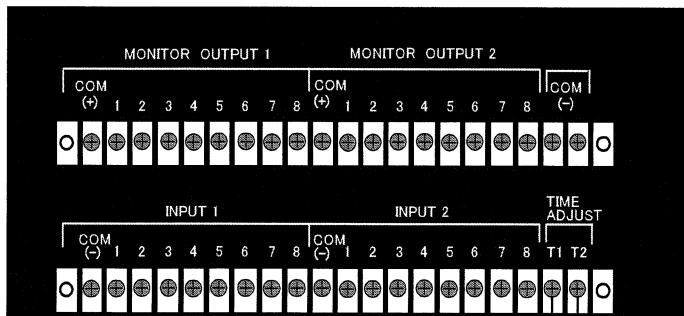 MONITOR OUTPUT 1 MONITOR OUTPUT 2
COM (+) 1 2 3 4 5 6 7 8 COM (+) 1 2 3 4 5 6 7 8 COM (-)
INPUT 1 INPUT 2 TIME ADJUST
COM (-) 1 2 3 4 5 6 7 8 COM (-) 1 2 3 4 5 6 7 8 T1 T2